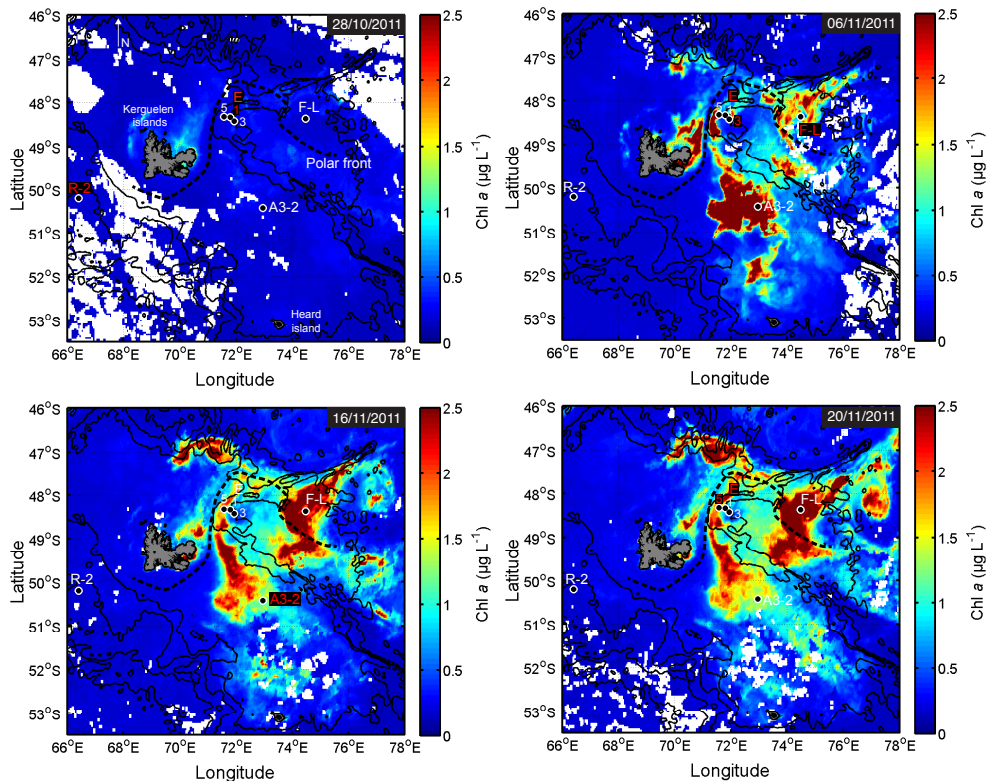 28/10/2011
46°S
47°S
48°S
49°S
50°S
51°S
52°S
53°S
Latitude
N
Kerguelen
islands
E
5
3
F-L
Polar front
R-2
A3-2
Heard
island
66°E
68°E
70°E
72°E
74°E
76°E
78°E
Longitude
2.5
2
1.5
1
0.5
0
Chl a (µg L⁻¹)
06/11/2011
46°S
47°S
48°S
49°S
50°S
51°S
52°S
53°S
Latitude
E
5
3
F-L
R-2
A3-2
66°E
68°E
70°E
72°E
74°E
76°E
78°E
Longitude
2.5
2
1.5
1
0.5
0
Chl a (µg L⁻¹)
16/11/2011
46°S
47°S
48°S
49°S
50°S
51°S
52°S
53°S
Latitude
3
F-L
R-2
A3-2
66°E
68°E
70°E
72°E
74°E
76°E
78°E
Longitude
2.5
2
1.5
1
0.5
0
Chl a (µg L⁻¹)
20/11/2011
46°S
47°S
48°S
49°S
50°S
51°S
52°S
53°S
Latitude
E
5
3
F-L
R-2
A3-2
66°E
68°E
70°E
72°E
74°E
76°E
78°E
Longitude
2.5
2
1.5
1
0.5
0
Chl a (µg L⁻¹)